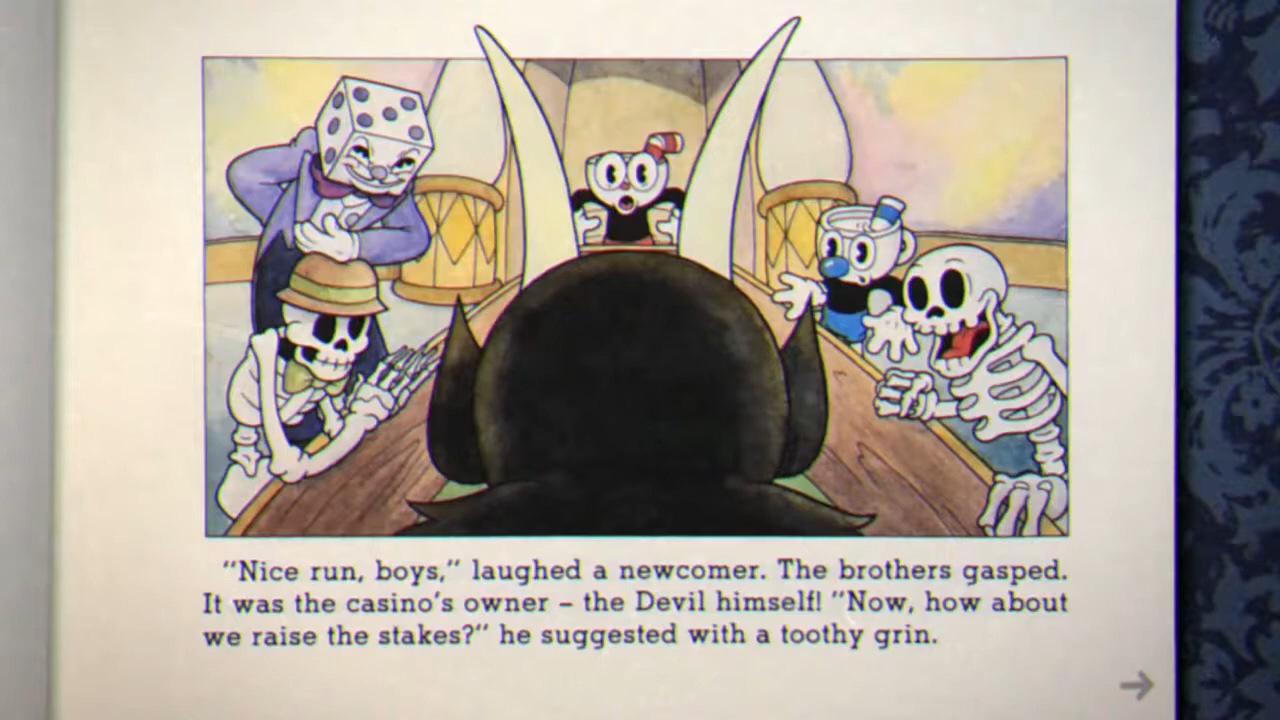 “Nice run, boys,” laughed a newcomer. The brothers gasped.
It was the casino’s owner – the Devil himself! “Now, how about
we raise the stakes?” he suggested with a toothy grin.